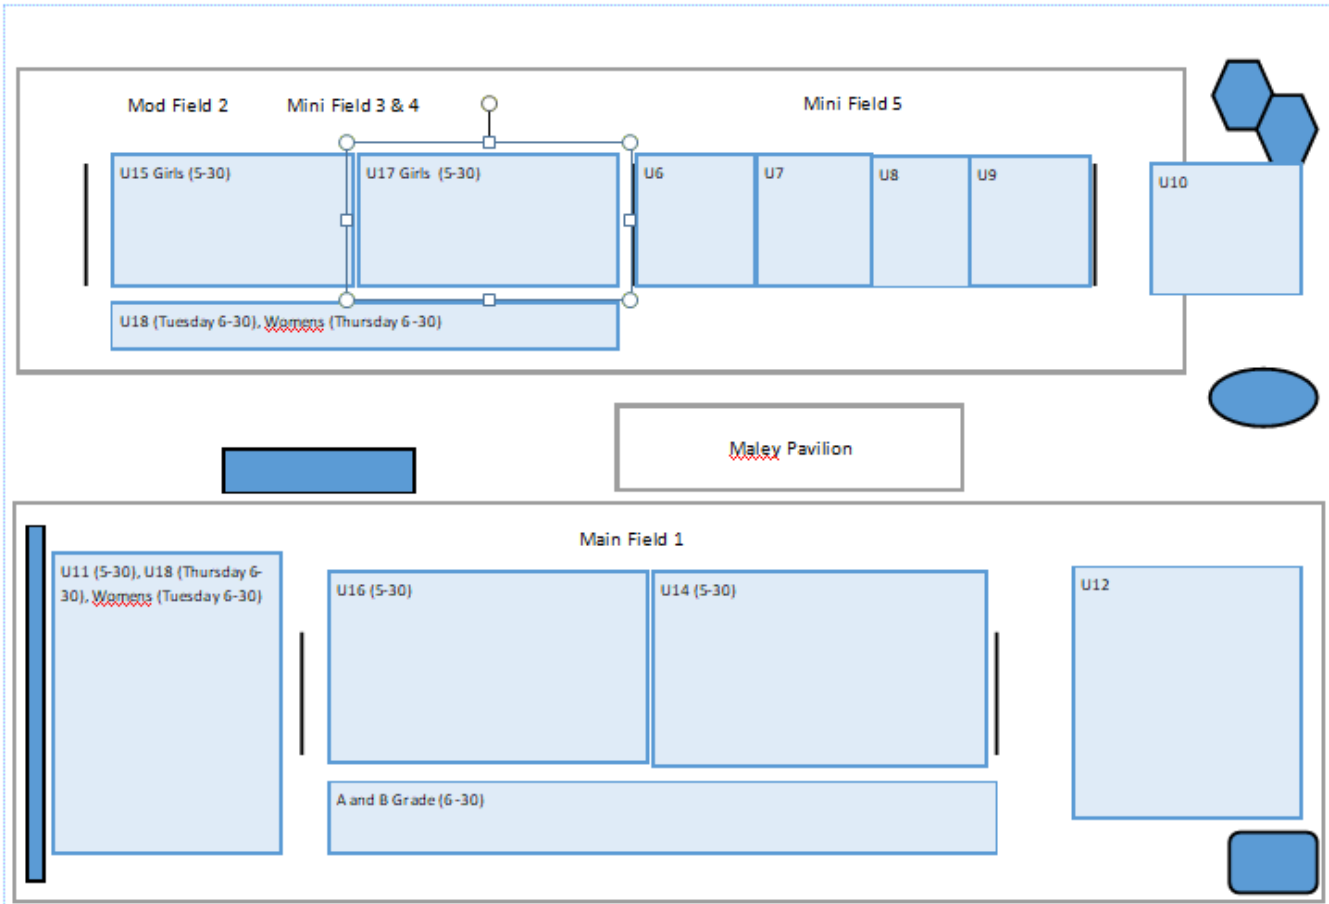 Mod Field 2
Mini Field 3 & 4
Mini Field 5
U15 Girls (5-30)
U17 Girls (5-30)
U6
U7
U8
U9
U10
U18 (Tuesday 6-30), Womens (Thursday 6-30)
Maley Pavilion
Main Field 1
U11 (5-30), U18 (Thursday 6-
30), Womens (Tuesday 6-30)
U16 (5-30)
U14 (5-30)
U12
A and B Grade (6-30)